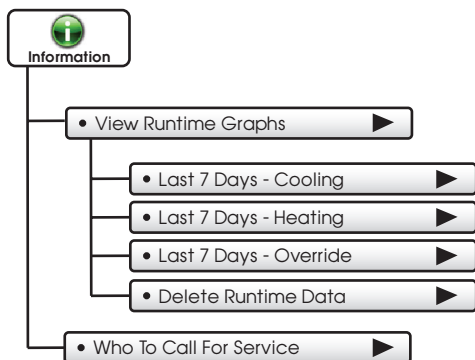 Information
• View Runtime Graphs
• Last 7 Days - Cooling
• Last 7 Days - Heating
• Last 7 Days - Override
• Delete Runtime Data
• Who To Call For Service